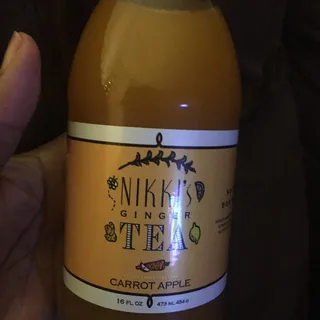 NIKKI'S
GINGER
TEA
CARROT APPLE
16 FL OZ